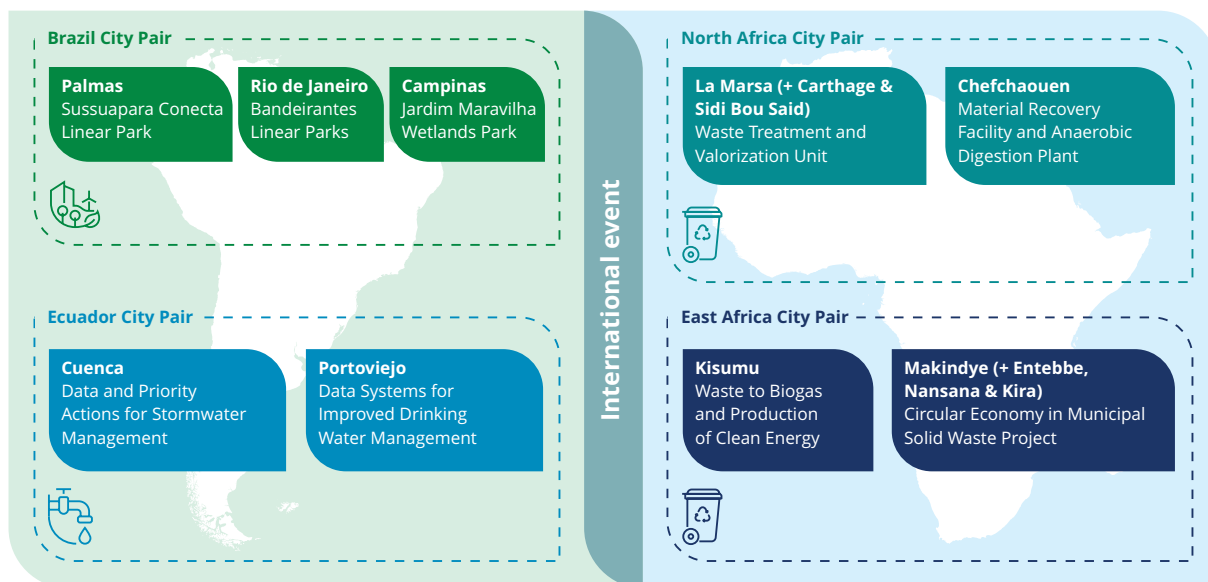 Brazil City Pair
Palmas
Sussuapara Conecta
Linear Park
Rio de Janeiro
Bandeirantes
Linear Parks
Campinas
Jardim Maravilha
Wetlands Park
Ecuador City Pair
Cuenca
Data and Priority
Actions for Stormwater
Management
Portoviejo
Data Systems for
Improved Drinking
Water Management
International event
North Africa City Pair
La Marsa (+ Carthage &
Sidi Bou Said)
Waste Treatment and
Valorization Unit
Chefchaouen
Material Recovery
Facility and Anaerobic
Digestion Plant
East Africa City Pair
Kisumu
Waste to Biogas
and Production
of Clean Energy
Makindye (+ Entebbe,
Nansana & Kira)
Circular Economy in Municipal
Solid Waste Project